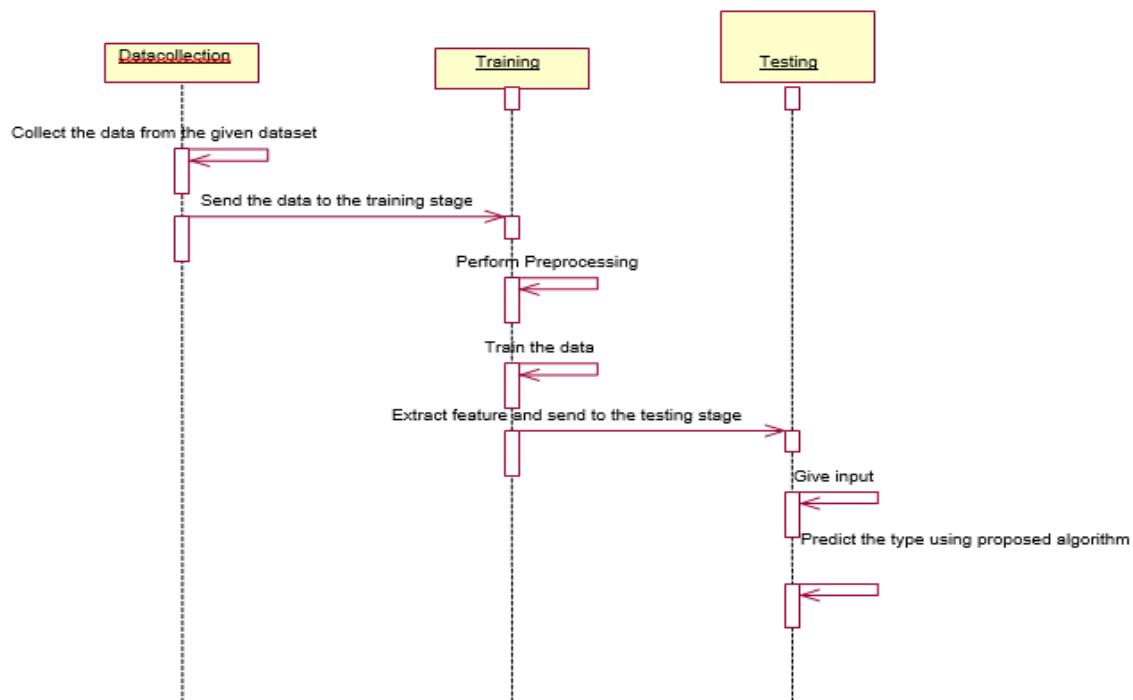 Datacollection
Training
Testing
Collect the data from the given dataset
Send the data to the training stage
Perform Preprocessing
Train the data
Extract feature and send to the testing stage
Give input
Predict the type using proposed algorithm